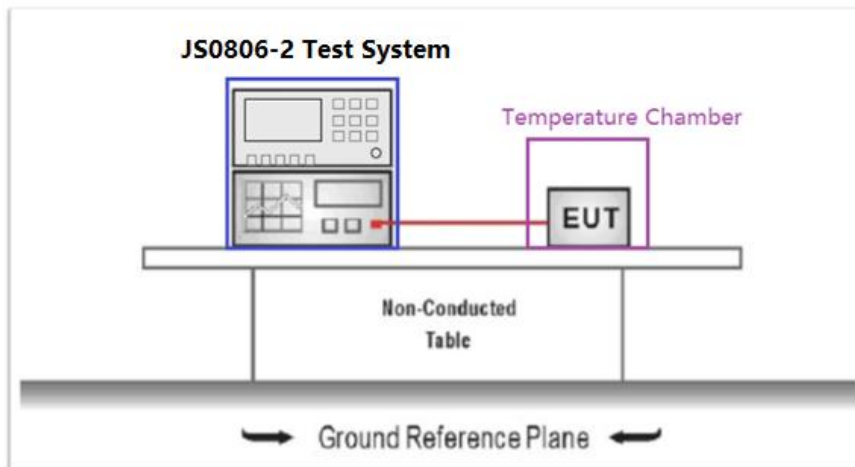 JS0806-2 Test System
Temperature Chamber
EUT
Non-Conducted
Table
Ground Reference Plane